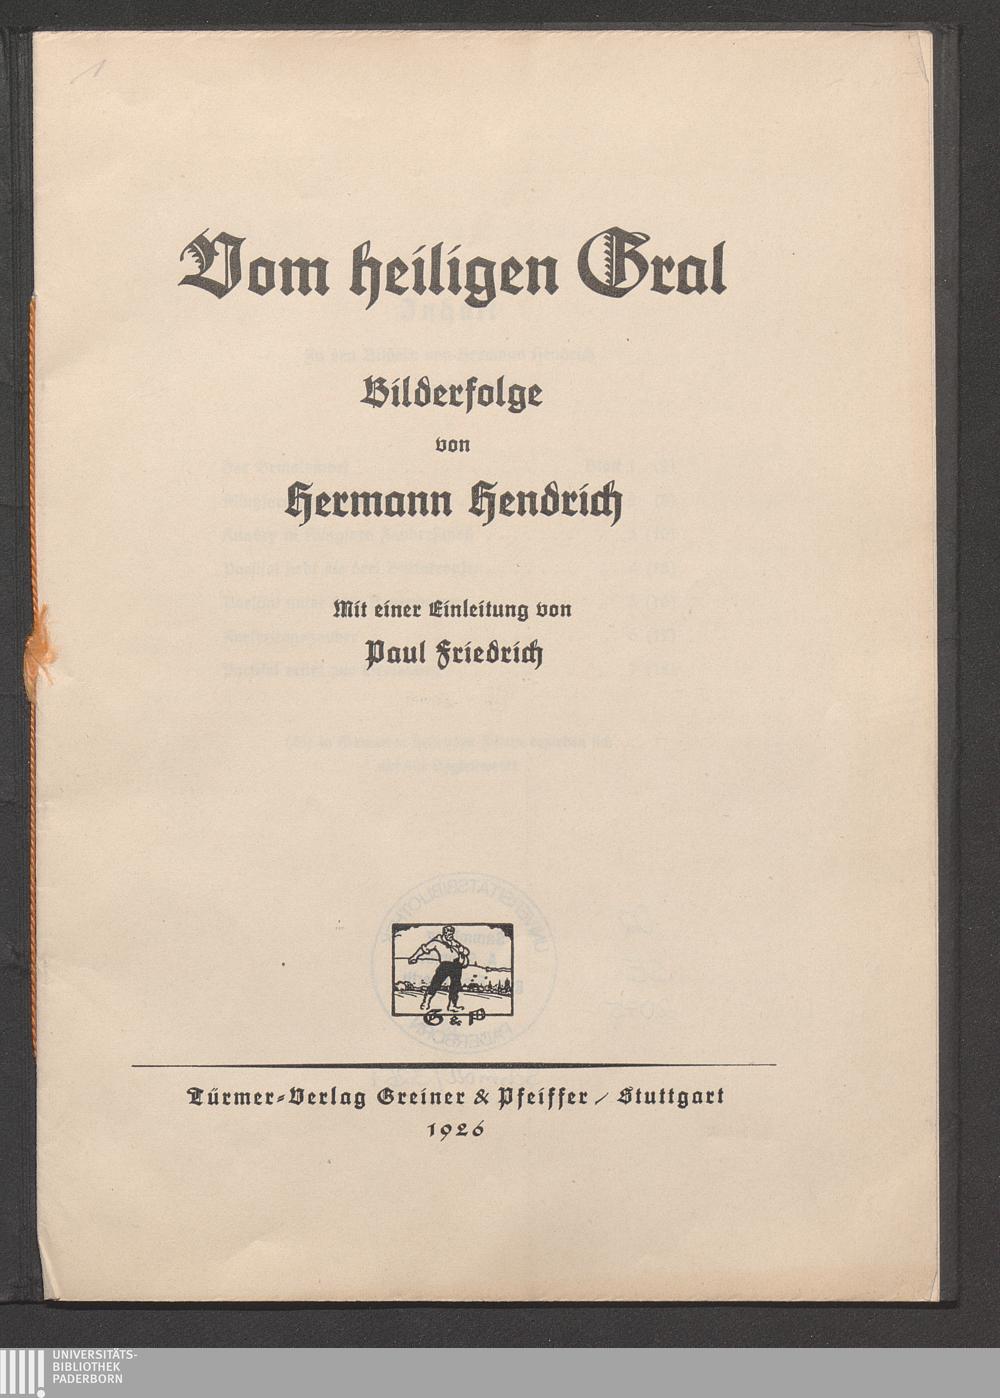 Vom heiligen Gral
Bilderfolge
von
Hermann Hendrich
Mit einer Einleitung von
Paul Friedrich
G & P
Türmer-Verlag Greiner & Pfeiffer / Stuttgart
1926
UNIVERSITÄTS-
BIBLIOTHEK
PADERBORN